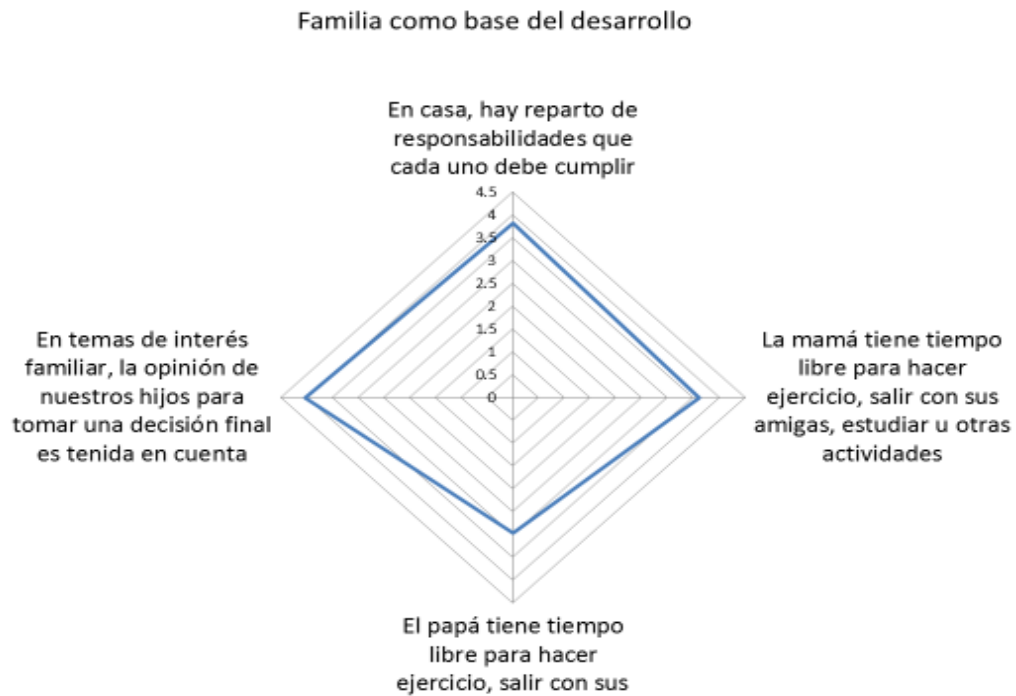 Familia como base del desarrollo
En casa, hay reparto de
responsabilidades que
cada uno debe cumplir
4.5
4
3.5
3
2.5
2
1.5
1
0.5
0
En temas de interés
familiar, la opinión de
nuestros hijos para
tomar una decisión final
es tenida en cuenta
La mamá tiene tiempo
libre para hacer
ejercicio, salir con sus
amigas, estudiar u otras
actividades
El papá tiene tiempo
libre para hacer
ejercicio, salir con sus